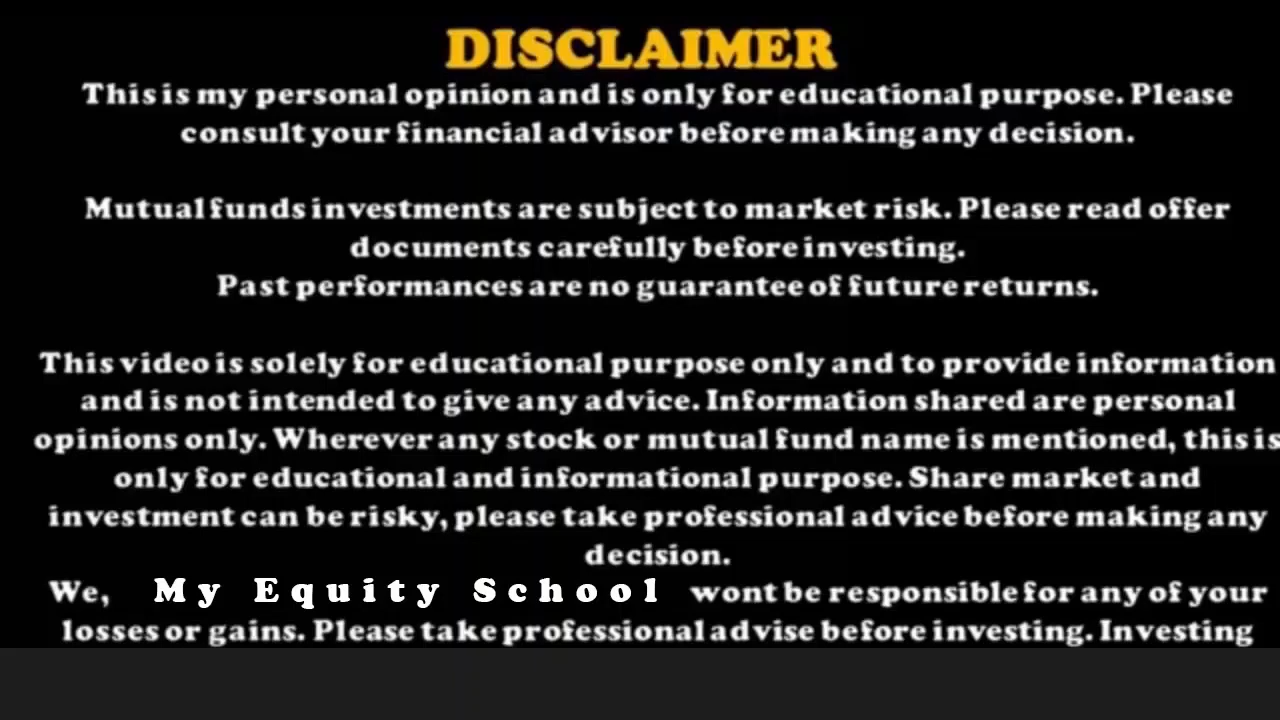 DISCLAIMER
This is my personal opinion and is only for educational purpose. Please
consult your financial advisor before making any decision.
Mutual funds investments are subject to market risk. Please read offer
documents carefully before investing.
Past performances are no guarantee of future returns.
This video is solely for educational purpose only and to provide information
and is not intended to give any advice. Information shared are personal
opinions only. Wherever any stock or mutual fund name is mentioned, this is
only for educational and informational purpose. Share market and
investment can be risky, please take professional advice before making any
decision.
We, My Equity School wont be responsible for any of your
losses or gains. Please take professional advise before investing. Investing